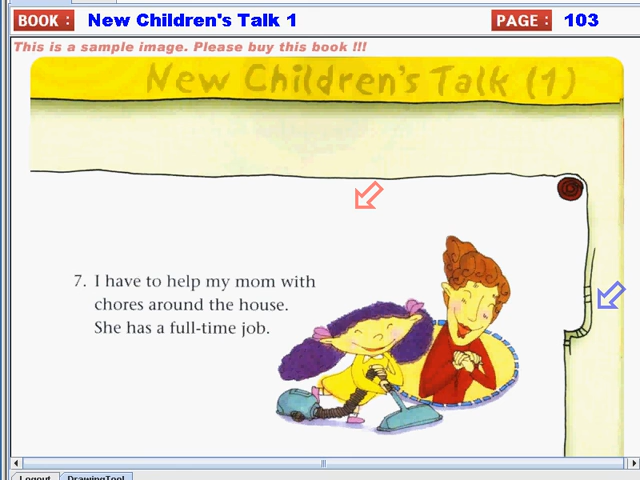 BOOK : New Children's Talk 1 PAGE : 103
This is a sample image. Please buy this book !!!
New Children's Talk (1)
7. I have to help my mom with
chores around the house.
She has a full-time job.
Logout DrawingTool